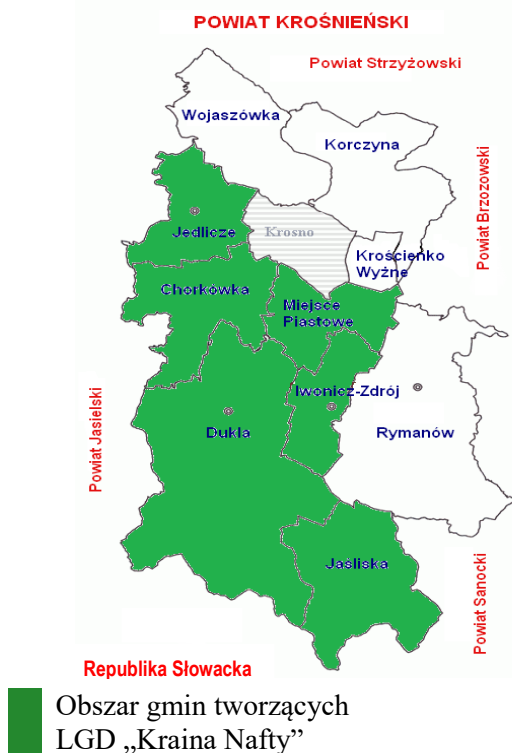 POWIAT KROŚNIEŃSKI
Powiat Strzyżowski
Wojaszówka
Korczyna
Powiat Brzozowski
Jedlicze
Krosno
Krościenko
Wyżne
Chorkówka
Miejsce
Piastowe
Iwonicz-Zdrój
Powiat Jasielski
Dukla
Rymanów
Jaśliska
Powiat Sanocki
Republika Słowacka
Obszar gmin tworzących
LGD „Kraina Nafty”